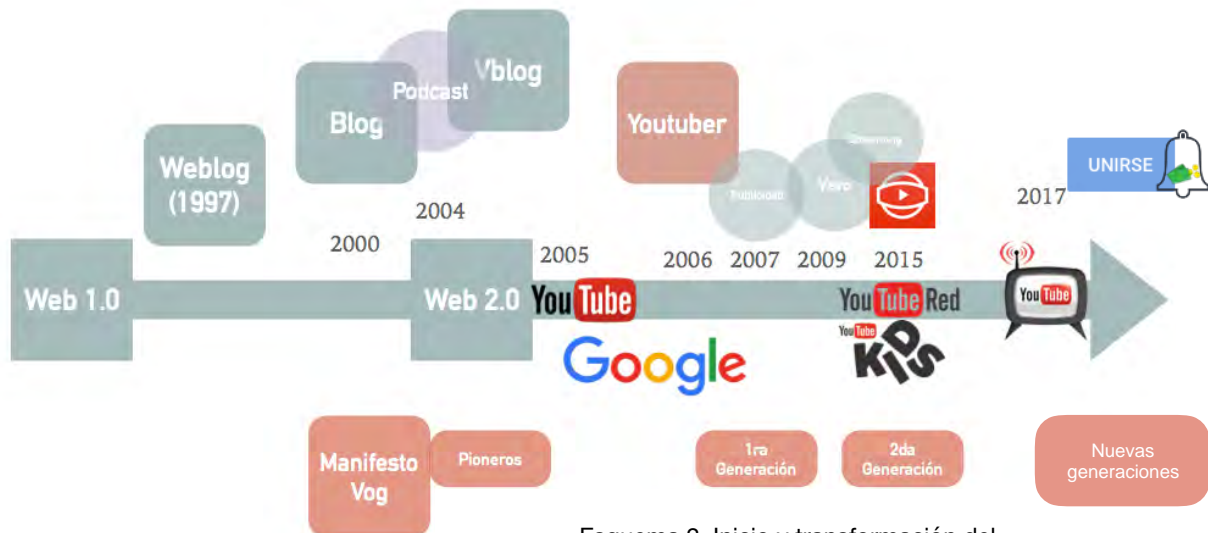 Vblog
Podcast
Blog
Youtuber
Weblog
(1997)
Vevo
UNIRSE
2017
2004
2000
2005
2006
2007
2009
2015
Web 1.0
Web 2.0
YouTube
YouTube Red
YouTube
Google
YouTube
KIDS
Manifesto
Vog
Pioneros
1ra
Generación
2da
Generación
Nuevas
generaciones